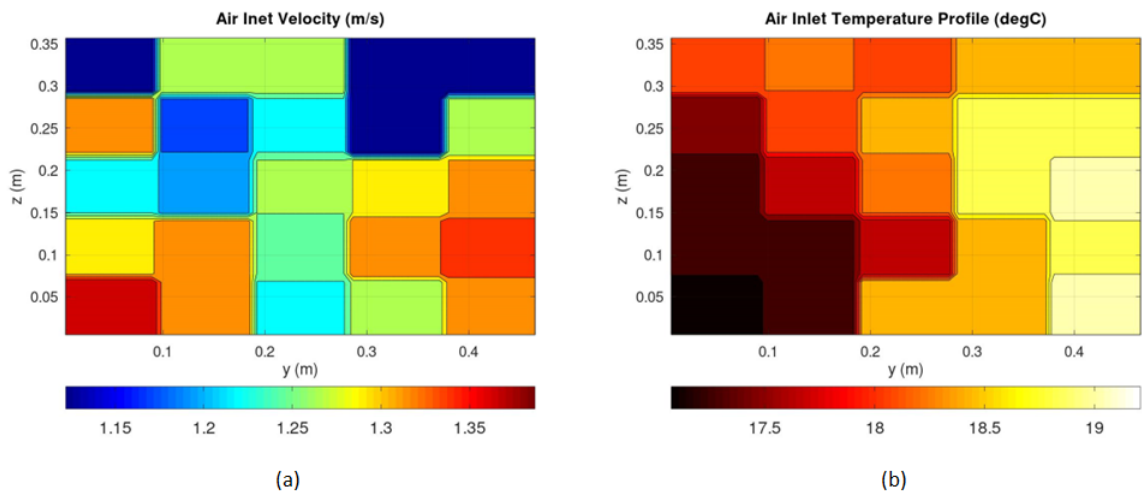 Air Inet Velocity (m/s)
0.35
0.3
0.25
0.2
0.15
0.1
0.05
z (m)
0.1 0.2 0.3 0.4
y (m)
1.15 1.2 1.25 1.3 1.35
(a)
Air Inlet Temperature Profile (degC)
0.35
0.3
0.25
0.2
0.15
0.1
0.05
z (m)
0.1 0.2 0.3 0.4
y (m)
17.5 18 18.5 19
(b)